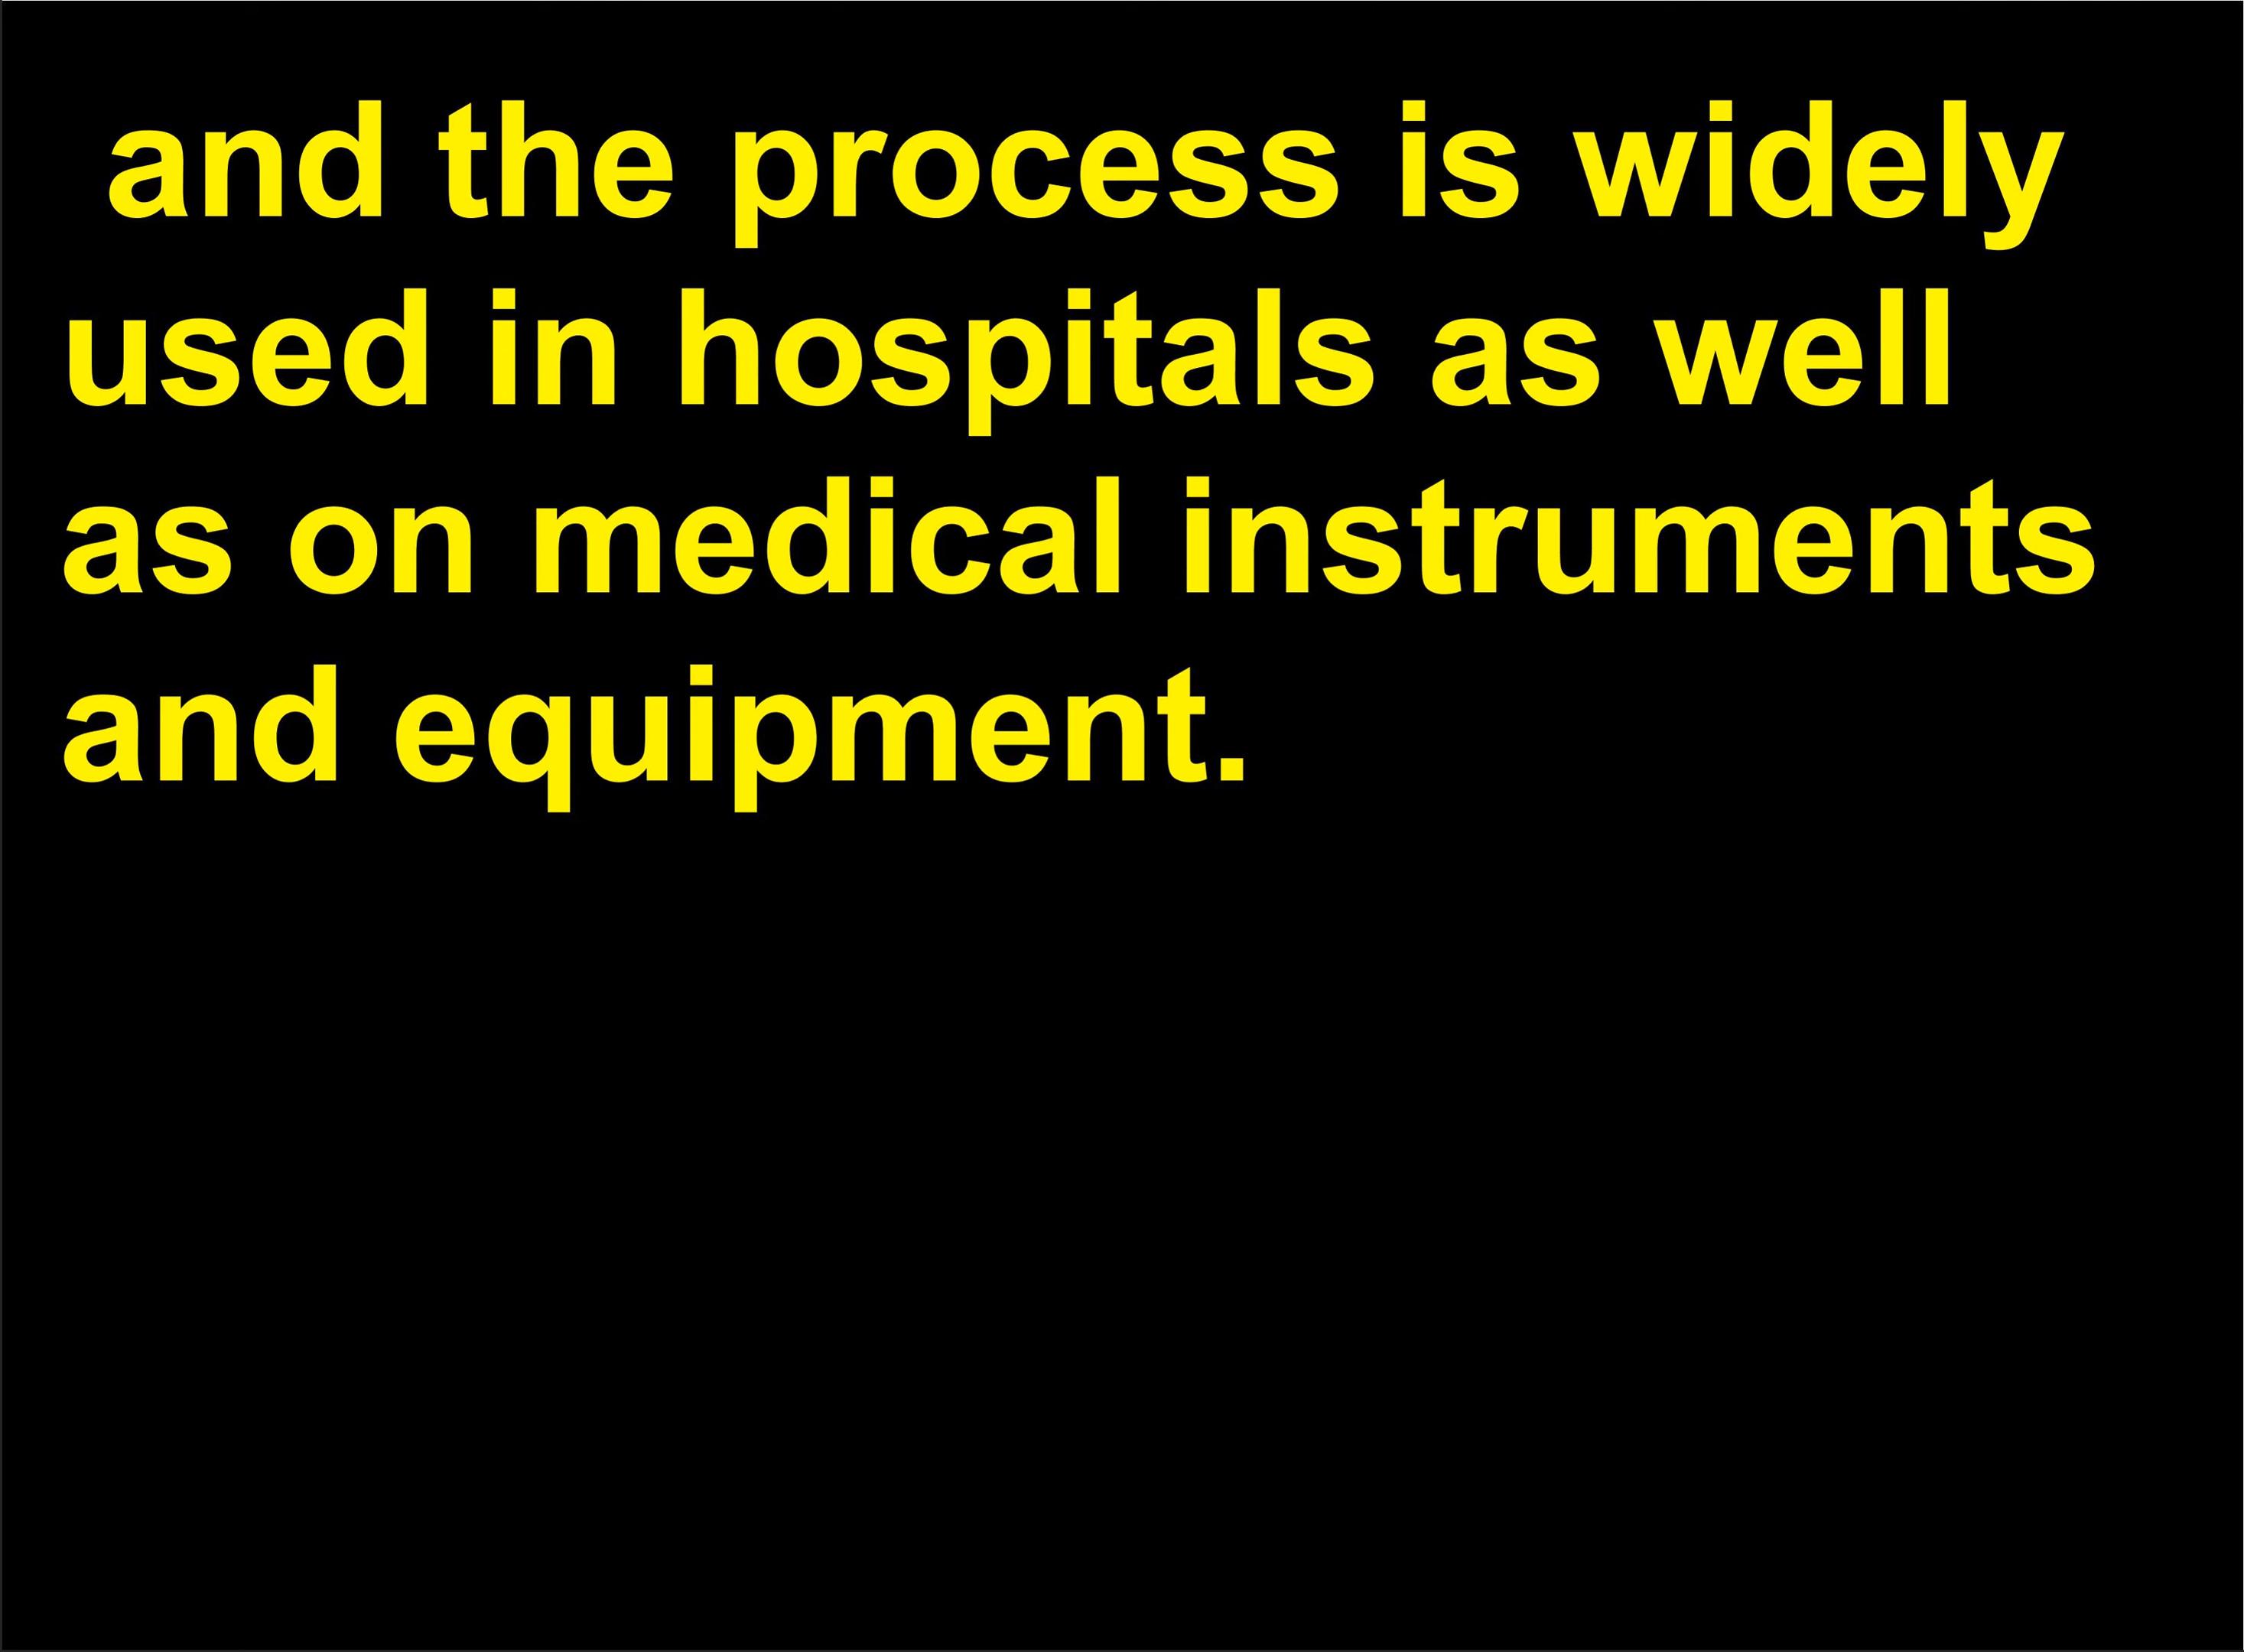 and the process is widely
used in hospitals as well
as on medical instruments
and equipment.